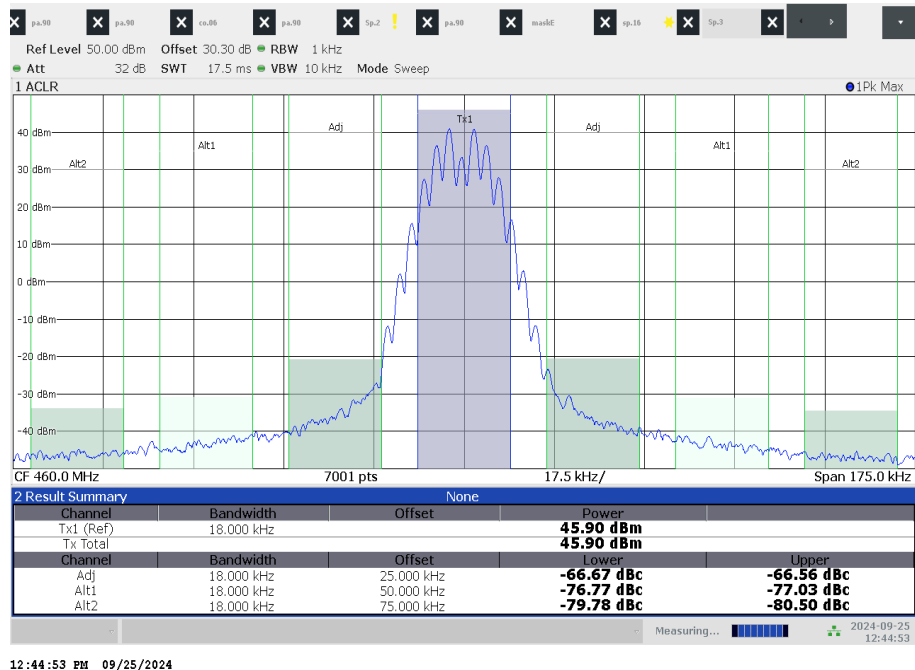 pa.90 pa.90 co.06 pa.90 Sp.2 ! pa.90 maskE sp.16 Sp.3
Ref Level 50.00 dBm Offset 30.30 dB RBW 1 kHz
Att 32 dB SWT 17.5 ms VBW 10 kHz Mode Sweep
1 ACLR 1Pk Max
Tx1
40 dBm Adj Adj
Alt1 Alt1
Alt2 Alt2
30 dBm
20 dBm
10 dBm
0 dBm
-10 dBm
-20 dBm
-30 dBm
-40 dBm
CF 460.0 MHz 7001 pts 17.5 kHz/ Span 175.0 kHz
2 Result Summary None
Channel Bandwidth Offset Power
Tx1 (Ref) 18.000 kHz 45.90 dBm
Tx Total 45.90 dBm
Channel Bandwidth Offset Lower Upper
Adj 18.000 kHz 25.000 kHz -66.67 dBc -66.56 dBc
Alt1 18.000 kHz 50.000 kHz -76.77 dBc -77.03 dBc
Alt2 18.000 kHz 75.000 kHz -79.78 dBc -80.50 dBc
Measuring... 2024-09-25
12:44:53
12:44:53 PM 09/25/2024